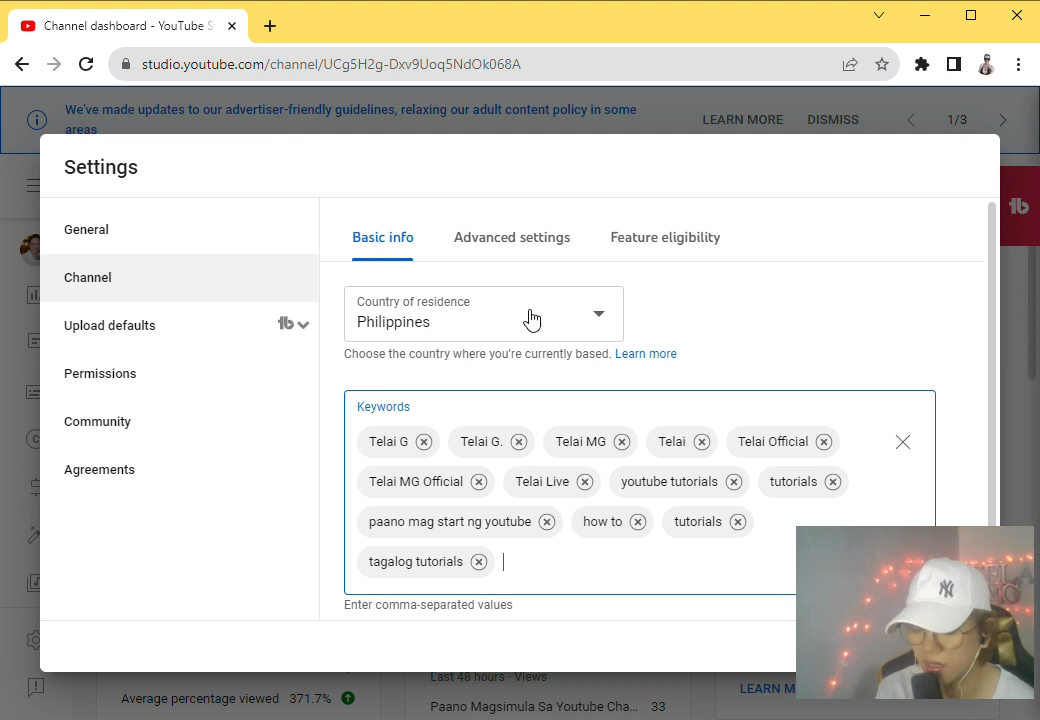 Channel dashboard - YouTube S
studio.youtube.com/channel/UCg5H2g-Dxv9Uoq5NdOk068A
We've made updates to our advertiser-friendly guidelines, relaxing our adult content policy in some
areas
LEARN MORE
DISMISS
1/3
Settings
General
Channel
Upload defaults
Permissions
Community
Agreements
Basic info
Advanced settings
Feature eligibility
Country of residence
Philippines
Choose the country where you're currently based. Learn more
Keywords
Telai G
Telai G.
Telai MG
Telai
Telai Official
Telai MG Official
Telai Live
youtube tutorials
tutorials
paano mag start ng youtube
how to
tutorials
tagalog tutorials
Enter comma-separated values
Average percentage viewed 371.7%
Last 48 hours · Views
Paano Magsimula Sa Youtube Cha... 33
LEARN M